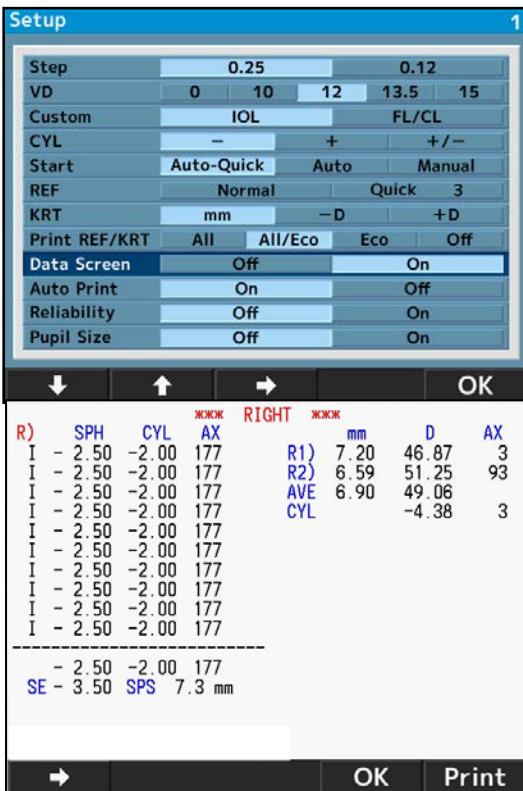 Setup 1
Step 0.25 0.12
VD 0 10 12 13.5 15
Custom IOL FL/CL
CYL − + +/−
Start Auto-Quick Auto Manual
REF Normal Quick 3
KRT mm −D +D
Print REF/KRT All All/Eco Eco Off
Data Screen Off On
Auto Print On Off
Reliability Off On
Pupil Size Off On
OK
*** RIGHT ***
R) SPH CYL AX mm D AX
I - 2.50 -2.00 177 R1) 7.20 46.87 3
I - 2.50 -2.00 177 R2) 6.59 51.25 93
I - 2.50 -2.00 177 AVE 6.90 49.06
I - 2.50 -2.00 177 CYL -4.38 3
I - 2.50 -2.00 177
I - 2.50 -2.00 177
I - 2.50 -2.00 177
I - 2.50 -2.00 177
I - 2.50 -2.00 177
I - 2.50 -2.00 177
- 2.50 -2.00 177
SE - 3.50 SPS 7.3 mm
OK Print